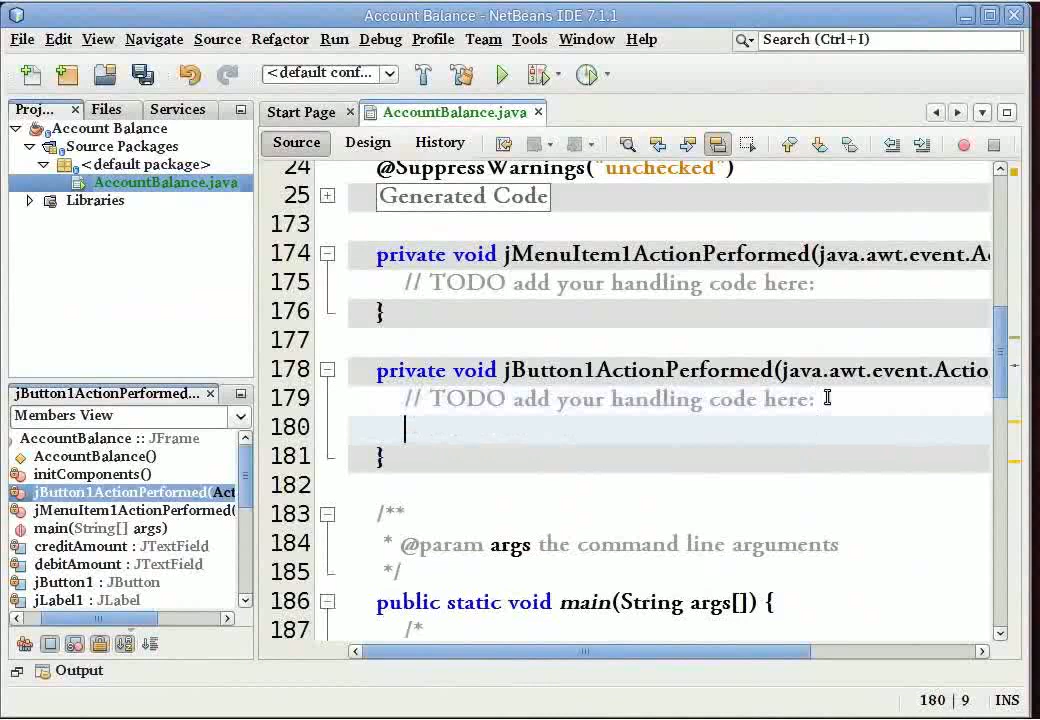 Account Balance - NetBeans IDE 7.1.1
File Edit View Navigate Source Refactor Run Debug Profile Team Tools Window Help
Search (Ctrl+I)
<default conf...
Proj... × Files Services
Account Balance
Source Packages
<default package>
AccountBalance.java
Libraries
Start Page × AccountBalance.java ×
Source Design History
24 @SuppressWarnings("unchecked")
25 Generated Code
173
174 private void jMenuItem1ActionPerformed(java.awt.event.Ac
175 // TODO add your handling code here:
176 }
177
178 private void jButton1ActionPerformed(java.awt.event.Actio
179 // TODO add your handling code here:
180
181 }
182
183 /**
184 * @param args the command line arguments
185 */
186 public static void main(String args[]) {
187 /*
jButton1ActionPerformed... ×
Members View
AccountBalance :: JFrame
AccountBalance()
initComponents()
jButton1ActionPerformed(Act
jMenuItem1ActionPerformed(
main(String[] args)
creditAmount : JTextField
debitAmount : JTextField
jButton1 : JButton
jLabel1 : JLabel
Output
180 | 9 INS